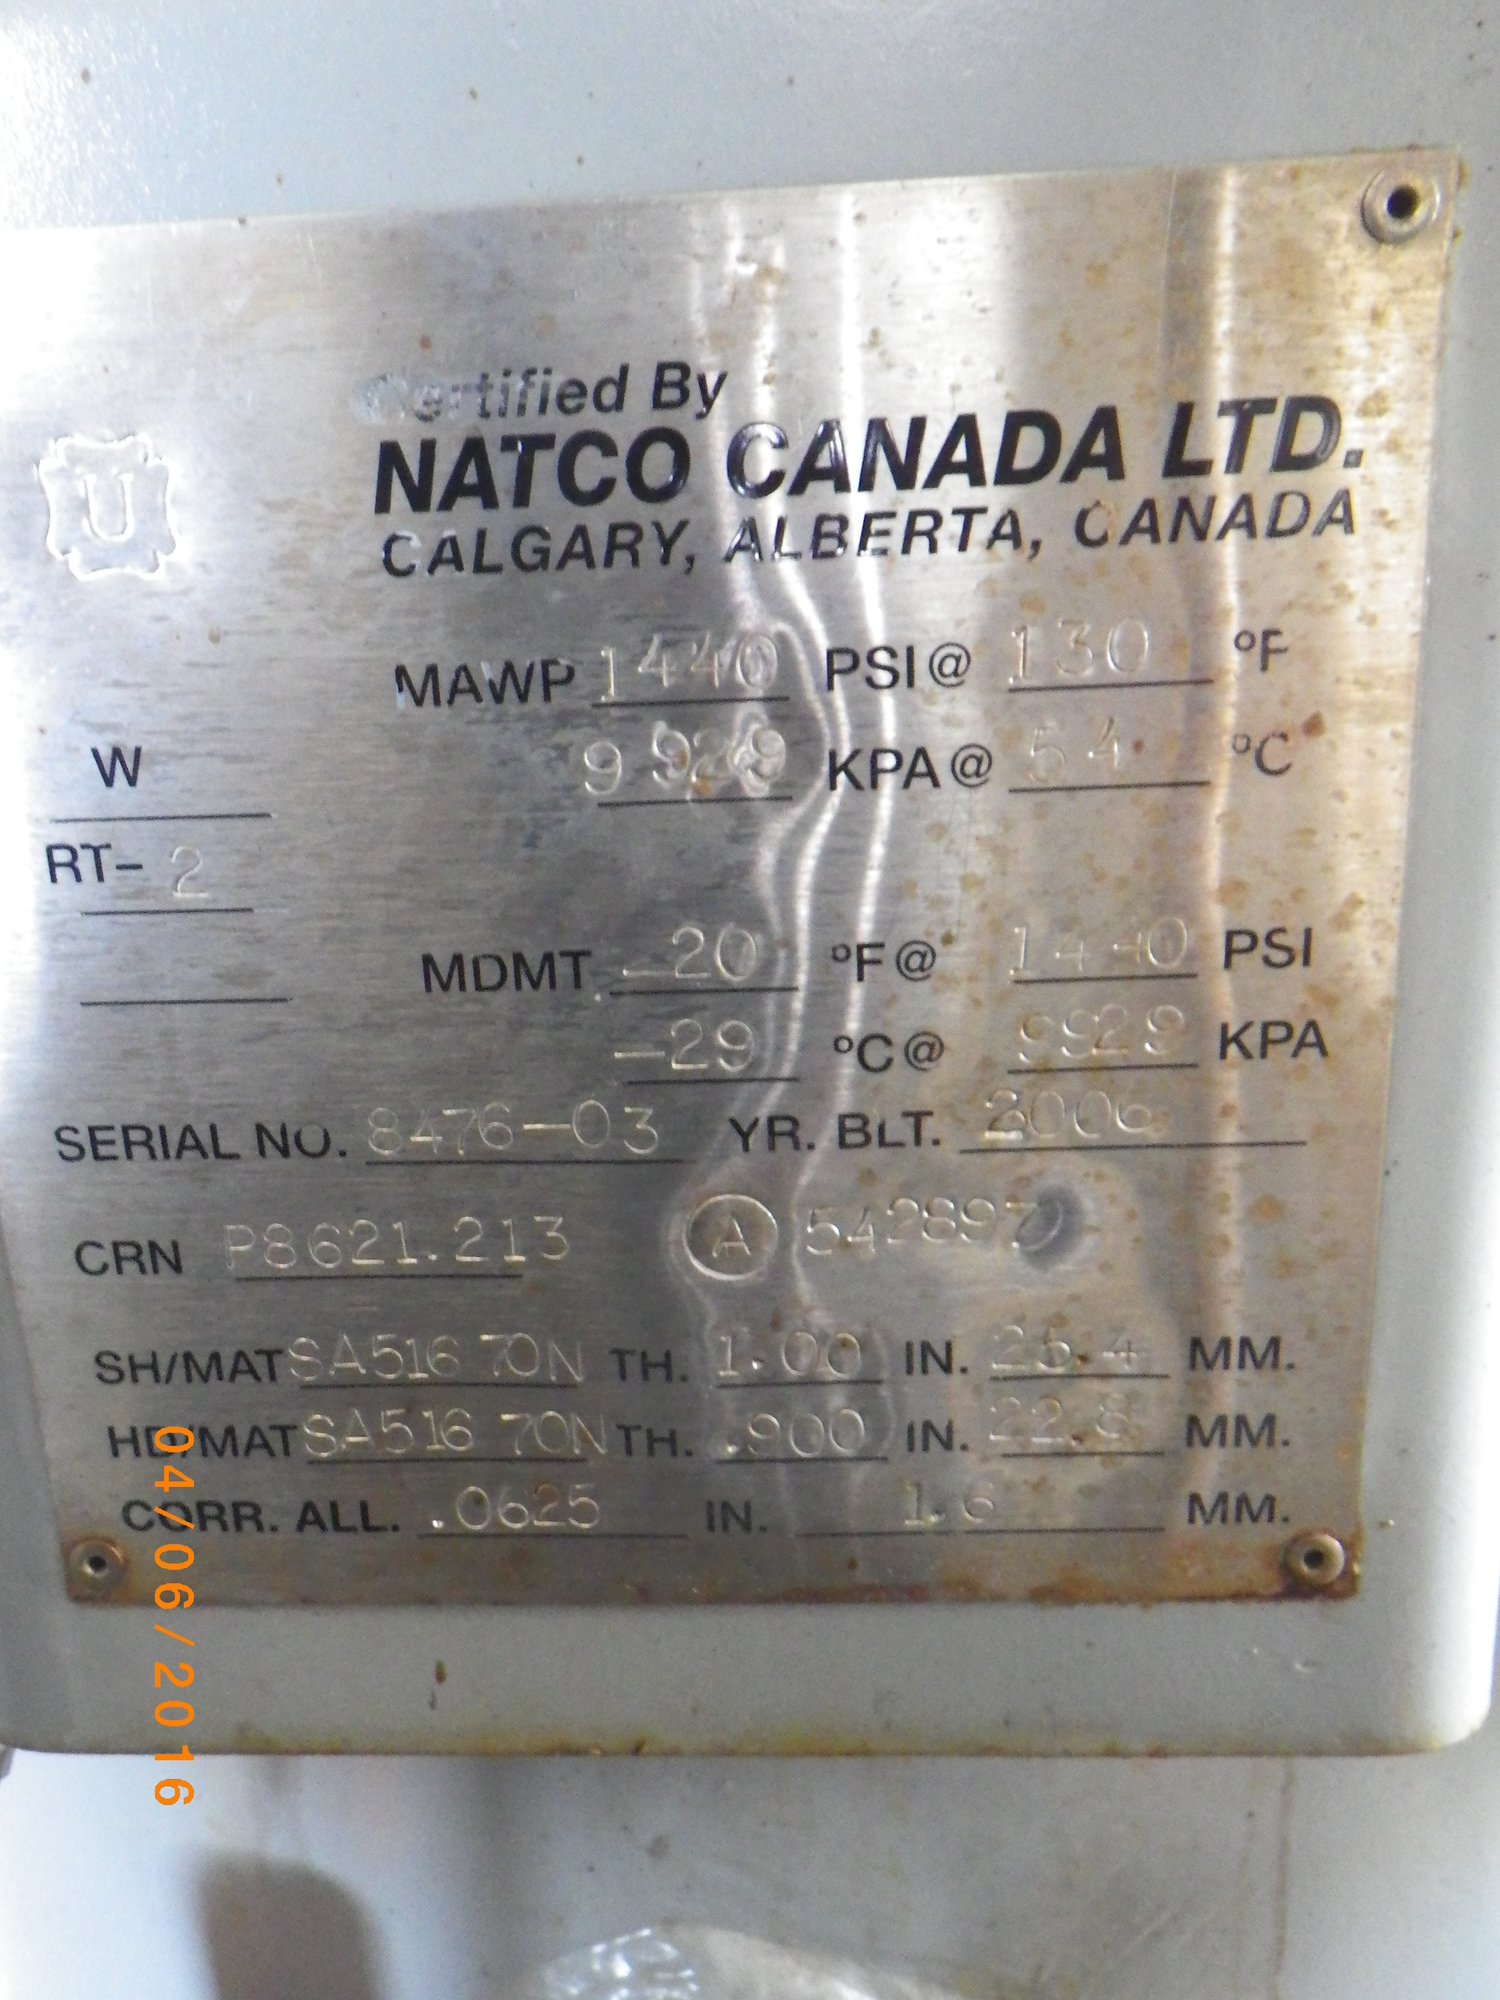 Certified By
NATCO CANADA LTD.
CALGARY, ALBERTA, CANADA
U
MAWP 1440 PSI@ 130 °F
W 9929 KPA@ 54 °C
RT- 2
MDMT -20 °F@ 1440 PSI
-29 °C@ 9929 KPA
SERIAL NO. 8476-03 YR. BLT. 2006
CRN P8621.213 A 542897
SH/MAT SA516 70N TH. 1.00 IN. 25.4 MM.
HD/MAT SA516 70N TH. .900 IN. 22.8 MM.
CORR. ALL. .0625 IN. 1.6 MM.
04/06/2016